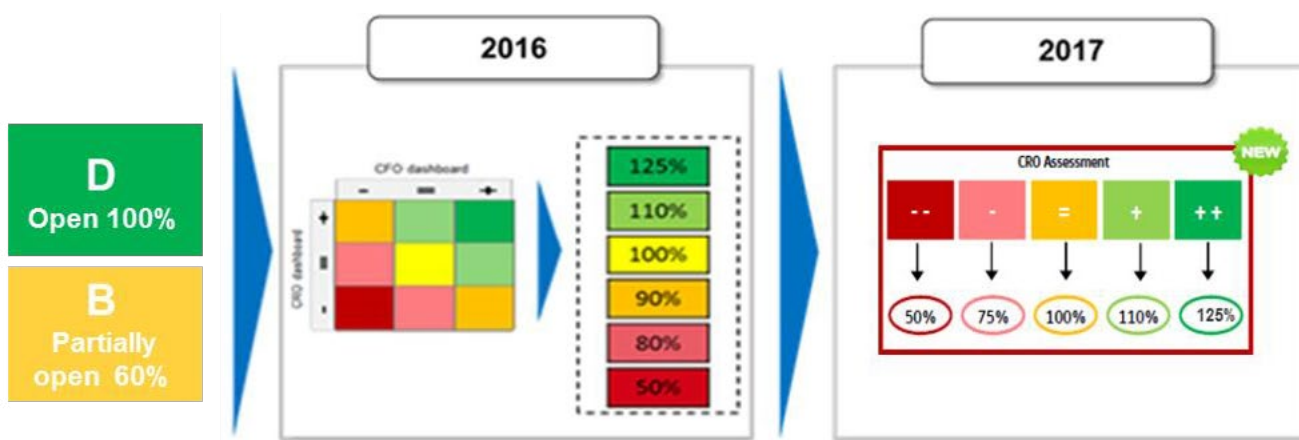 D
Open 100%
B
Partially
open 60%
2016
CFO dashboard
- = +
CRO dashboard
+
=
-
125%
110%
100%
90%
80%
50%
2017
NEW
CRO Assessment
-- - = + ++
50% 75% 100% 110% 125%